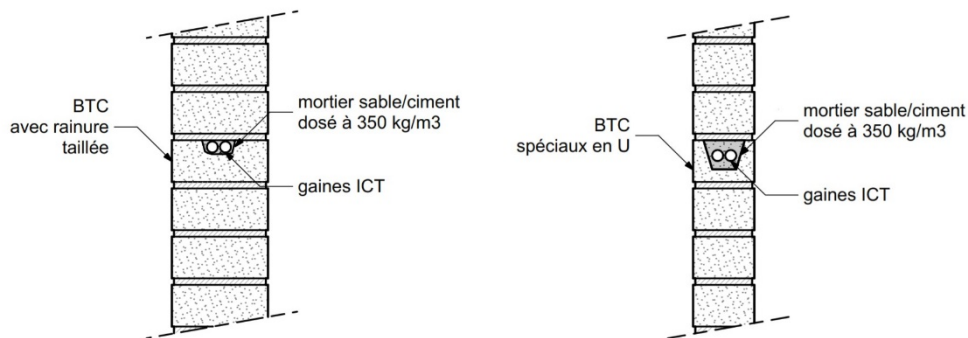 BTC
avec rainure
taillée
mortier sable/ciment
dosé à 350 kg/m3
gaines ICT
BTC
spéciaux en U
mortier sable/ciment
dosé à 350 kg/m3
gaines ICT